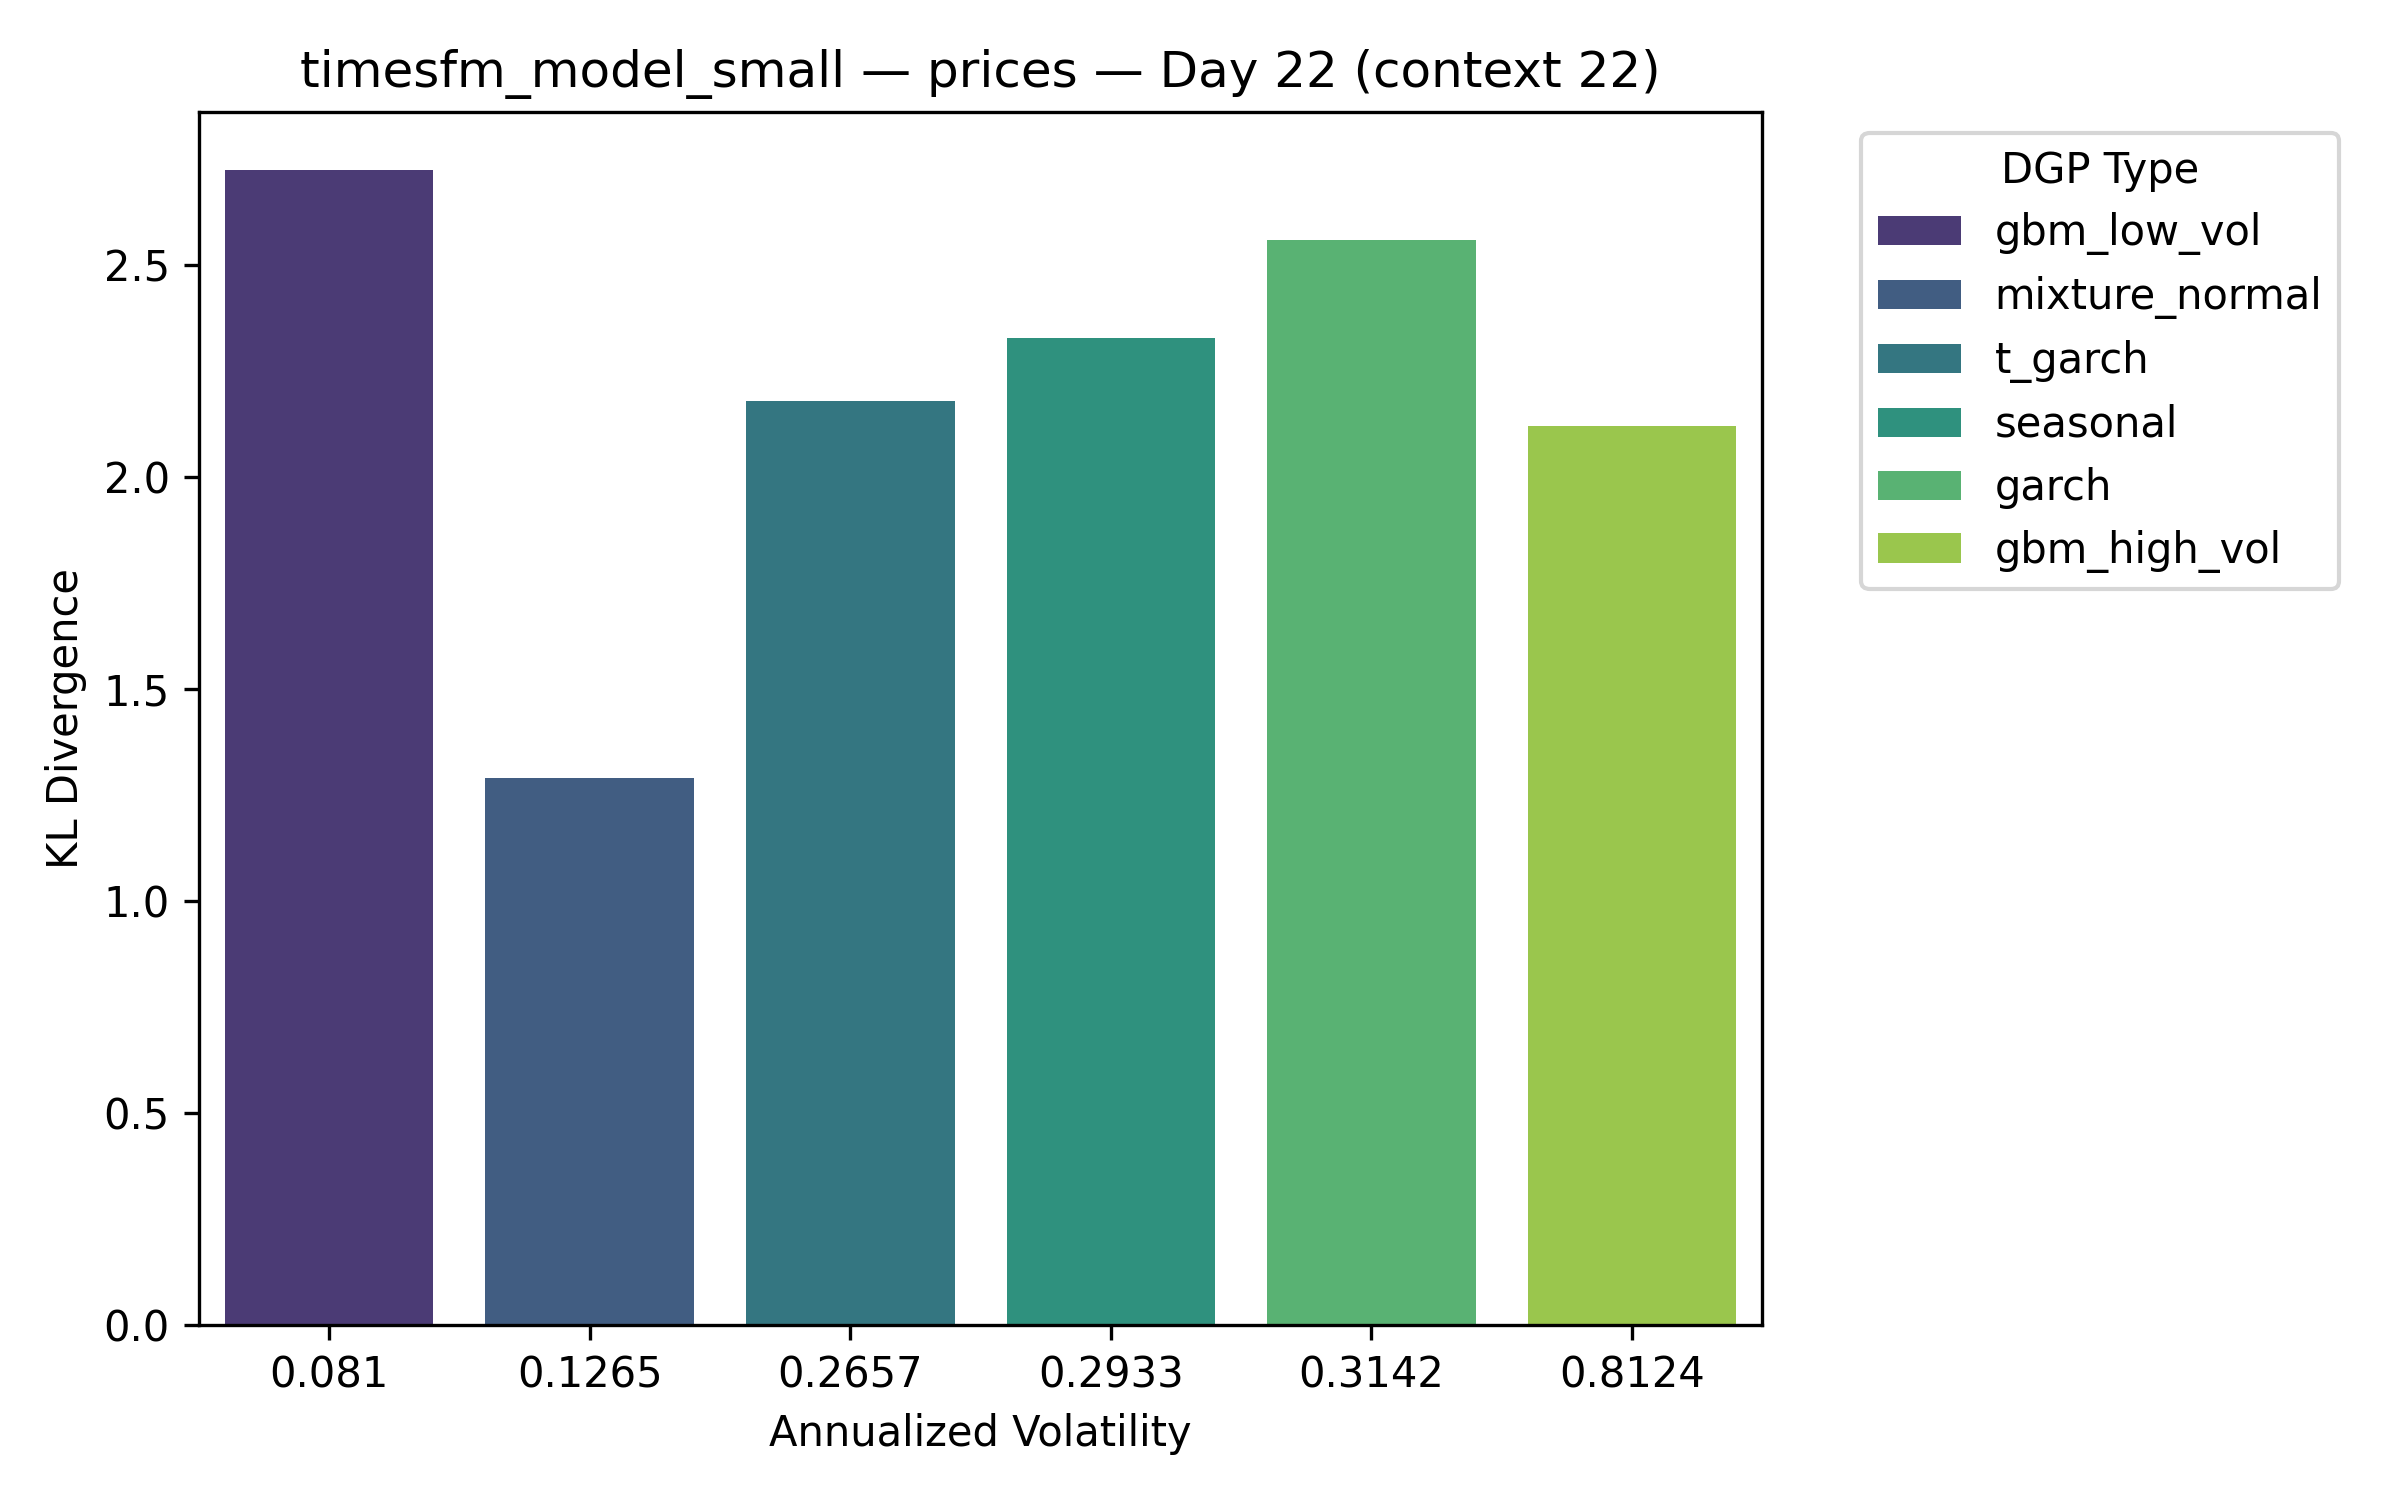 timesfm_model_small — prices — Day 22 (context 22)
KL Divergence
2.5
2.0
1.5
1.0
0.5
0.0
0.081
0.1265
0.2657
0.2933
0.3142
0.8124
Annualized Volatility
DGP Type
gbm_low_vol
mixture_normal
t_garch
seasonal
garch
gbm_high_vol